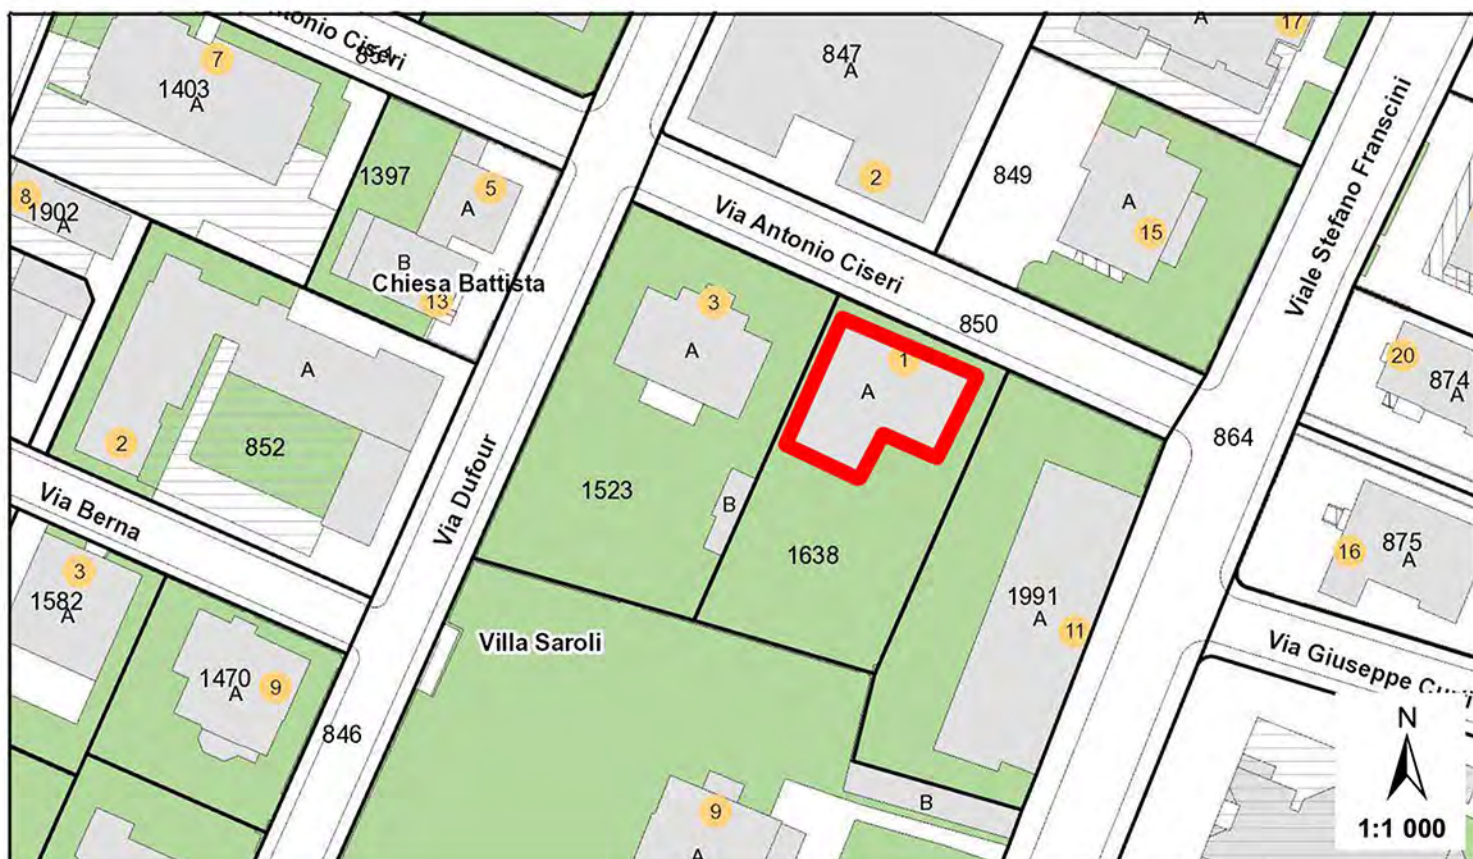 Antonio Ciseri
854
7
1403
A
847
A
A
17
1397
5
A
8
1902
A
2
849
A
15
Via Antonio Ciseri
Viale Stefano Franscini
B
Chiesa Battista
13
3
A
850
1
A
20
874
A
A
2
852
864
Via Dufour
1523
B
1638
Via Berna
16
875
A
3
1582
A
1991
A
11
Villa Saroli
Via Giuseppe
1470
A
9
846
N
9
B
A
1:1 000